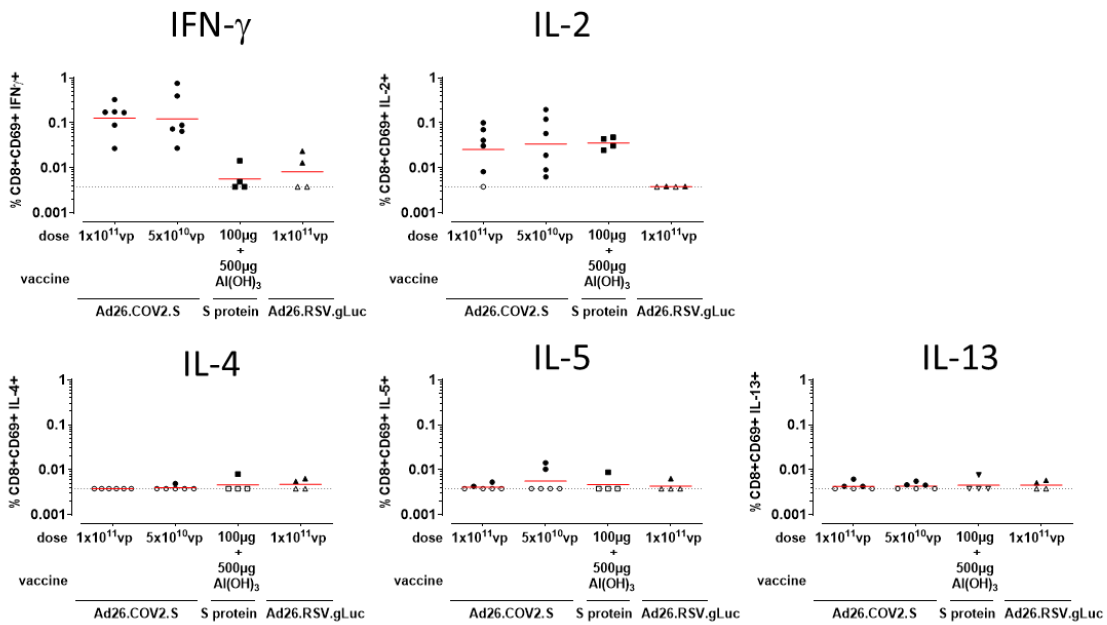 IFN-γ
% CD8+CD69+ IFNγ+
1
0.1
0.01
0.001
dose 1x10¹¹vp 5x10¹⁰vp 100µg 1x10¹¹vp
+
500µg
vaccine Al(OH)₃
Ad26.COV2.S S protein Ad26.RSV.gLuc
IL-2
% CD8+CD69+ IL-2+
1
0.1
0.01
0.001
dose 1x10¹¹vp 5x10¹⁰vp 100µg 1x10¹¹vp
+
500µg
vaccine Al(OH)₃
Ad26.COV2.S S protein Ad26.RSV.gLuc
IL-4
% CD8+CD69+ IL-4+
1
0.1
0.01
0.001
dose 1x10¹¹vp 5x10¹⁰vp 100µg 1x10¹¹vp
+
500µg
vaccine Al(OH)₃
Ad26.COV2.S S protein Ad26.RSV.gLuc
IL-5
% CD8+CD69+ IL-5+
1
0.1
0.01
0.001
dose 1x10¹¹vp 5x10¹⁰vp 100µg 1x10¹¹vp
+
500µg
vaccine Al(OH)₃
Ad26.COV2.S S protein Ad26.RSV.gLuc
IL-13
% CD8+CD69+ IL-13+
1
0.1
0.01
0.001
dose 1x10¹¹vp 5x10¹⁰vp 100µg 1x10¹¹vp
+
500µg
vaccine Al(OH)₃
Ad26.COV2.S S protein Ad26.RSV.gLuc